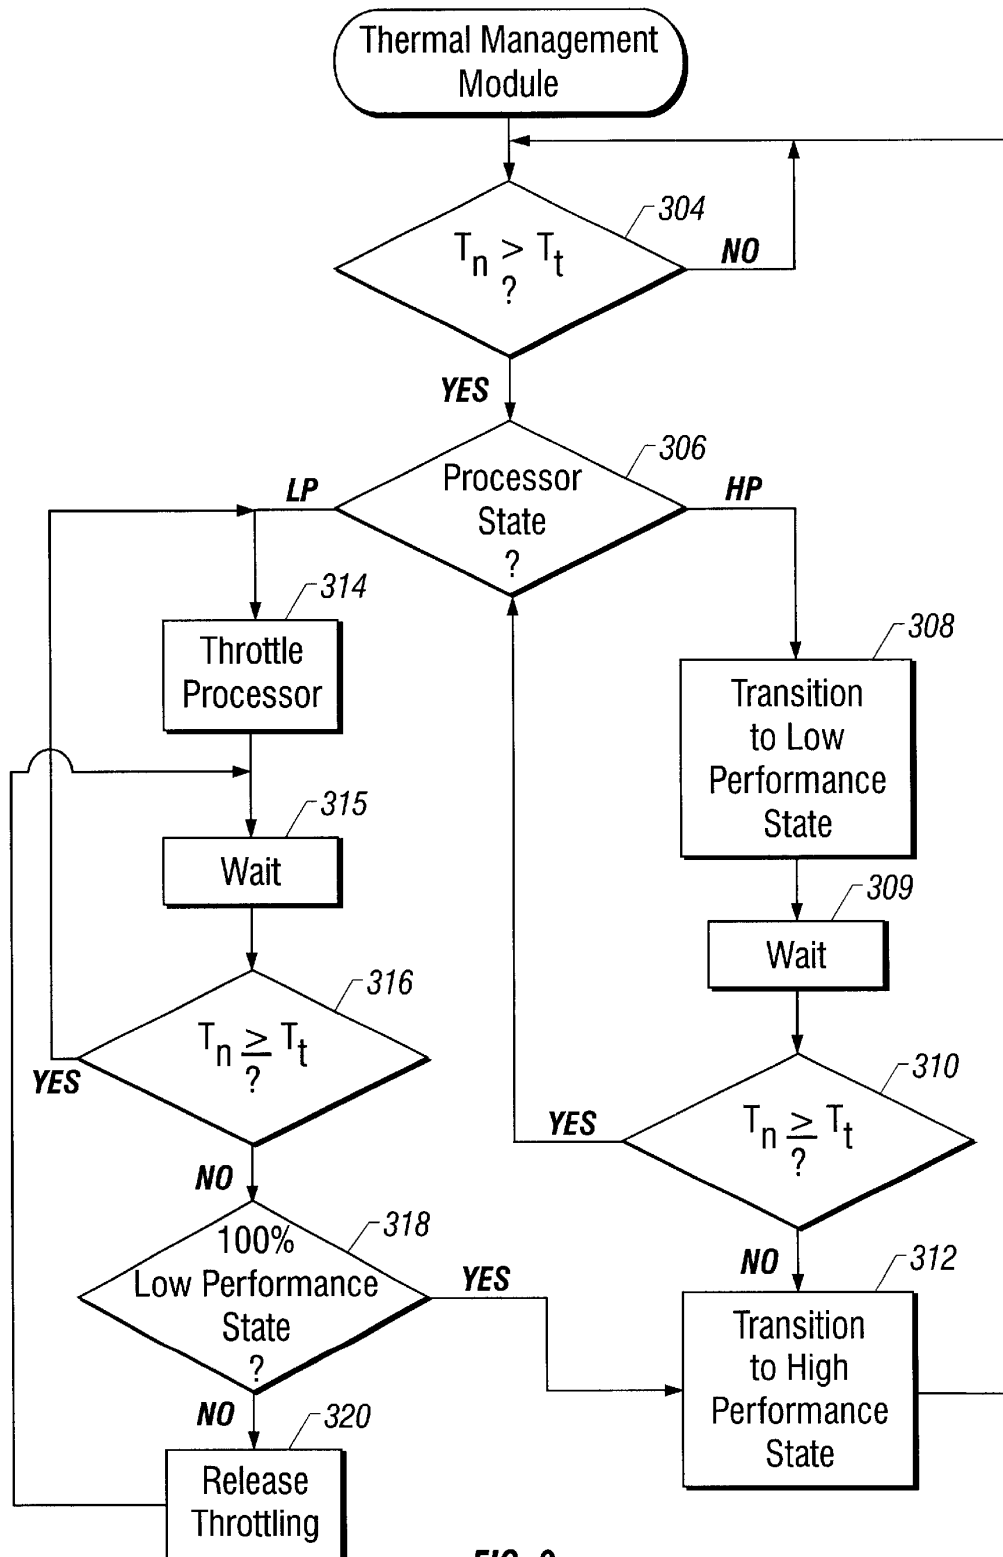 Thermal Management
Module
304
Tn > Tt
?
NO
YES
306
Processor
State
?
LP
HP
314
Throttle
Processor
308
Transition
to Low
Performance
State
315
Wait
309
Wait
316
Tn ≥ Tt
?
YES
310
Tn ≥ Tt
?
YES
NO
318
100%
Low Performance
State
?
YES
NO
312
Transition
to High
Performance
State
NO
320
Release
Throttling